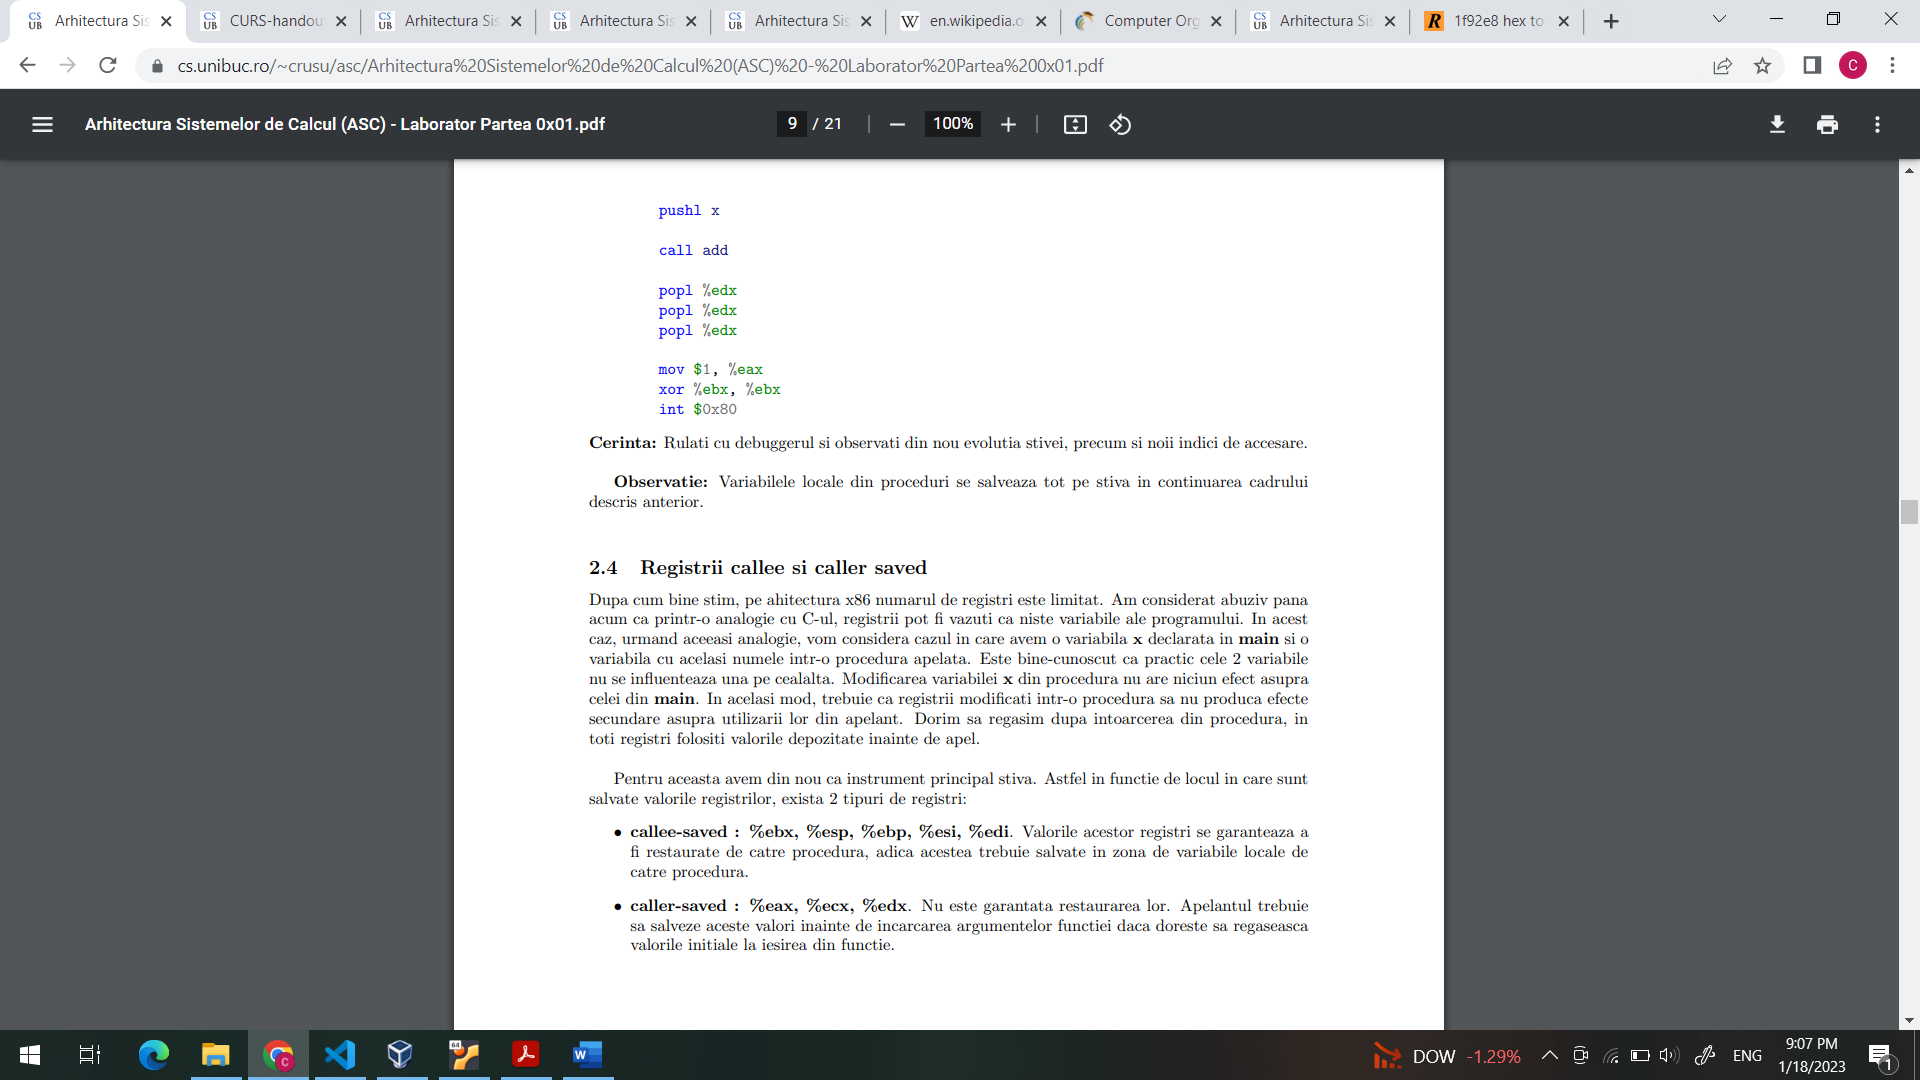 Arhitectura Sis
CURS-handou
Arhitectura Sis
Arhitectura Sis
Arhitectura Sis
en.wikipedia.o
Computer Org
Arhitectura Sis
1f92e8 hex to
cs.unibuc.ro/~crusu/asc/Arhitectura%20Sistemelor%20de%20Calcul%20(ASC)%20-%20Laborator%20Partea%200x01.pdf
C
Arhitectura Sistemelor de Calcul (ASC) - Laborator Partea 0x01.pdf
9 / 21
100%
pushl x
call add
popl %edx
popl %edx
popl %edx
mov $1, %eax
xor %ebx, %ebx
int $0x80
Cerinta: Rulati cu debuggerul si observati din nou evolutia stivei, precum si noii indici de accesare.
Observatie: Variabilele locale din proceduri se salveaza tot pe stiva in continuarea cadrului
descris anterior.
2.4 Registrii callee si caller saved
Dupa cum bine stim, pe ahitectura x86 numarul de registri este limitat. Am considerat abuziv pana
acum ca printr-o analogie cu C-ul, registrii pot fi vazuti ca niste variabile ale programului. In acest
caz, urmand aceeasi analogie, vom considera cazul in care avem o variabila x declarata in main si o
variabila cu acelasi numele intr-o procedura apelata. Este bine-cunoscut ca practic cele 2 variabile
nu se influenteaza una pe cealalta. Modificarea variabilei x din procedura nu are niciun efect asupra
celei din main. In acelasi mod, trebuie ca registrii modificati intr-o procedura sa nu produca efecte
secundare asupra utilizarii lor din apelant. Dorim sa regasim dupa intoarcerea din procedura, in
toti registri folositi valorile depozitate inainte de apel.
Pentru aceasta avem din nou ca instrument principal stiva. Astfel in functie de locul in care sunt
salvate valorile registrilor, exista 2 tipuri de registri:
• callee-saved : %ebx, %esp, %ebp, %esi, %edi. Valorile acestor registri se garanteaza a
fi restaurate de catre procedura, adica acestea trebuie salvate in zona de variabile locale de
catre procedura.
• caller-saved : %eax, %ecx, %edx. Nu este garantata restaurarea lor. Apelantul trebuie
sa salveze aceste valori inainte de incarcarea argumentelor functiei daca doreste sa regaseasca
valorile initiale la iesirea din functie.
DOW -1.29%
ENG
9:07 PM
1/18/2023
1